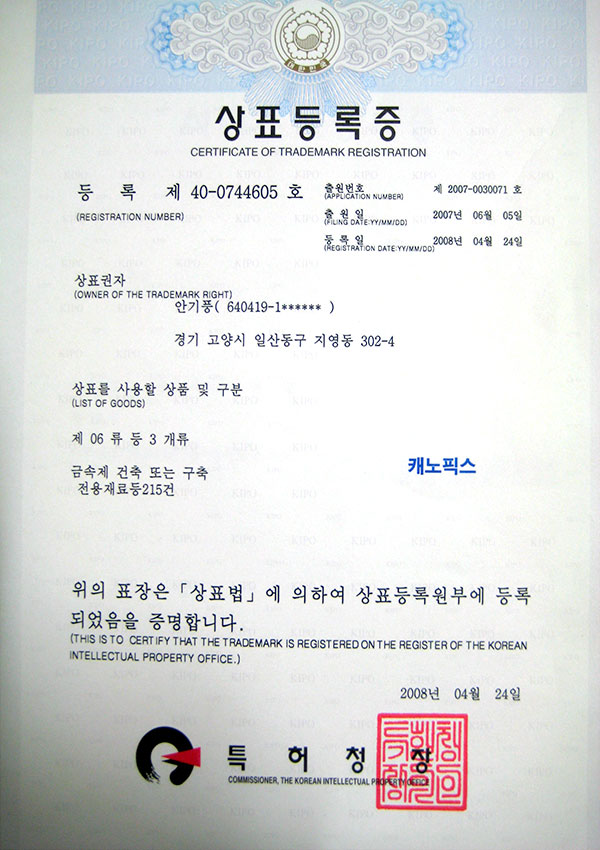 대한민국
상표등록증
CERTIFICATE OF TRADEMARK REGISTRATION
등 록 제 40-0744605 호
(REGISTRATION NUMBER)
출원번호 제 2007-0030071 호
(APPLICATION NUMBER)
출 원 일 2007년 06월 05일
(FILING DATE:YY/MM/DD)
등 록 일 2008년 04월 24일
(REGISTRATION DATE:YY/MM/DD)
상표권자
(OWNER OF THE TRADEMARK RIGHT)
안기풍( 640419-1****** )
경기 고양시 일산동구 지영동 302-4
상표를 사용할 상품 및 구분
(LIST OF GOODS)
제 06 류 등 3 개류
캐노픽스
금속제 건축 또는 구축
전용재료등215건
위의 표장은「상표법」에 의하여 상표등록원부에 등록
되었음을 증명합니다.
(THIS IS TO CERTIFY THAT THE TRADEMARK IS REGISTERED ON THE REGISTER OF THE KOREAN
INTELLECTUAL PROPERTY OFFICE.)
2008년 04월 24일
특 허 청 장
COMMISSIONER, THE KOREAN INTELLECTUAL PROPERTY OFFICE